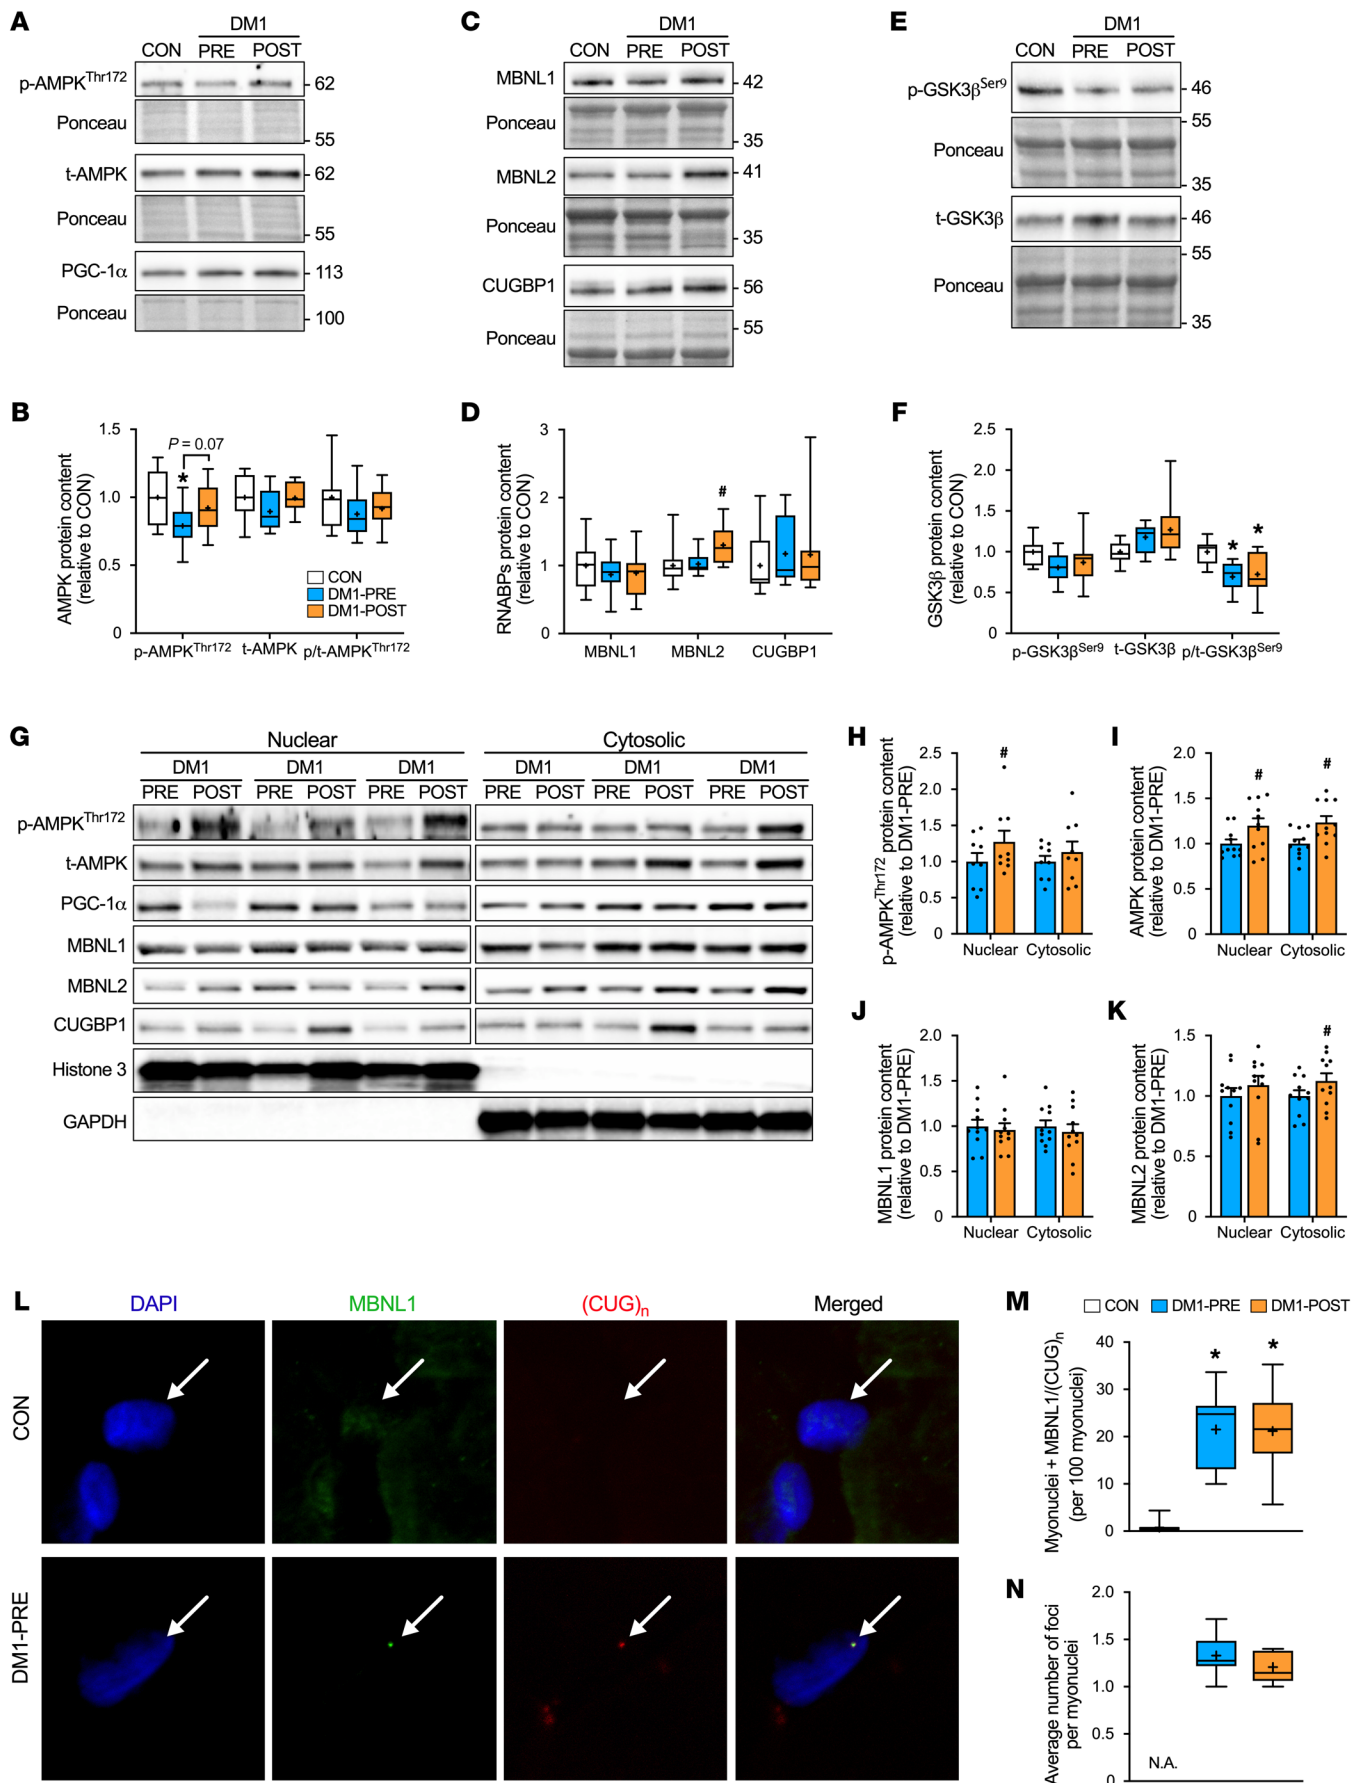 A
DM1
CON PRE POST
p-AMPKThr172
62
Ponceau
55
t-AMPK
62
Ponceau
55
PGC-1α
113
Ponceau
100
C
DM1
CON PRE POST
MBNL1
42
Ponceau
35
MBNL2
41
Ponceau
35
CUGBP1
56
Ponceau
55
E
DM1
CON PRE POST
p-GSK3βSer9
46
Ponceau
55
35
t-GSK3β
46
Ponceau
55
35
B
AMPK protein content
(relative to CON)
1.5
1.0
0.5
0
P = 0.07
*
CON
DM1-PRE
DM1-POST
p-AMPKThr172 t-AMPK p/t-AMPKThr172
D
RNABPs protein content
(relative to CON)
3
2
1
0
#
MBNL1 MBNL2 CUGBP1
F
GSK3β protein content
(relative to CON)
2.5
2.0
1.5
1.0
0.5
0
* *
p-GSK3βSer9 t-GSK3β p/t-GSK3βSer9
G
Nuclear Cytosolic
DM1 DM1 DM1 DM1 DM1 DM1
PRE POST PRE POST PRE POST PRE POST PRE POST PRE POST
p-AMPKThr172
t-AMPK
PGC-1α
MBNL1
MBNL2
CUGBP1
Histone 3
GAPDH
H
p-AMPKThr172 protein content
(relative to DM1-PRE)
2.5
2.0
1.5
1.0
0.5
0
#
Nuclear Cytosolic
I
AMPK protein content
(relative to DM1-PRE)
2.0
1.5
1.0
0.5
0
# #
Nuclear Cytosolic
J
MBNL1 protein content
(relative to DM1-PRE)
2.0
1.5
1.0
0.5
0
Nuclear Cytosolic
K
MBNL2 protein content
(relative to DM1-PRE)
1.5
1.0
0.5
0
#
Nuclear Cytosolic
L
DAPI MBNL1 (CUG)n Merged
CON
DM1-PRE
M
CON DM1-PRE DM1-POST
Myonuclei + MBNL1/(CUG)n
(per 100 myonuclei)
40
30
20
10
0
* *
N
Average number of foci
per myonuclei
2.0
1.5
1.0
0.5
0
N.A.